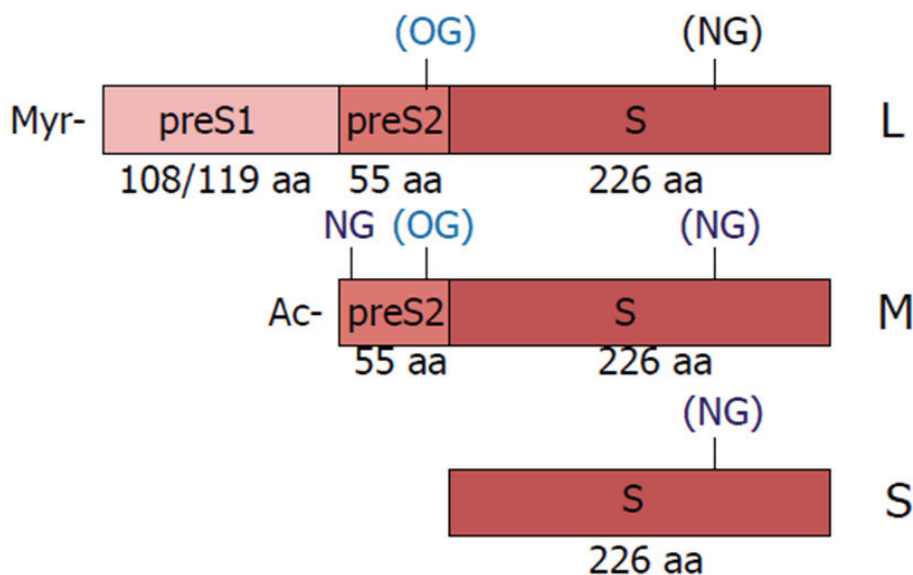 (OG) (NG)
Myr- preS1 preS2 S L
108/119 aa 55 aa 226 aa
NG (OG) (NG)
Ac- preS2 S M
55 aa 226 aa
(NG)
S S
226 aa